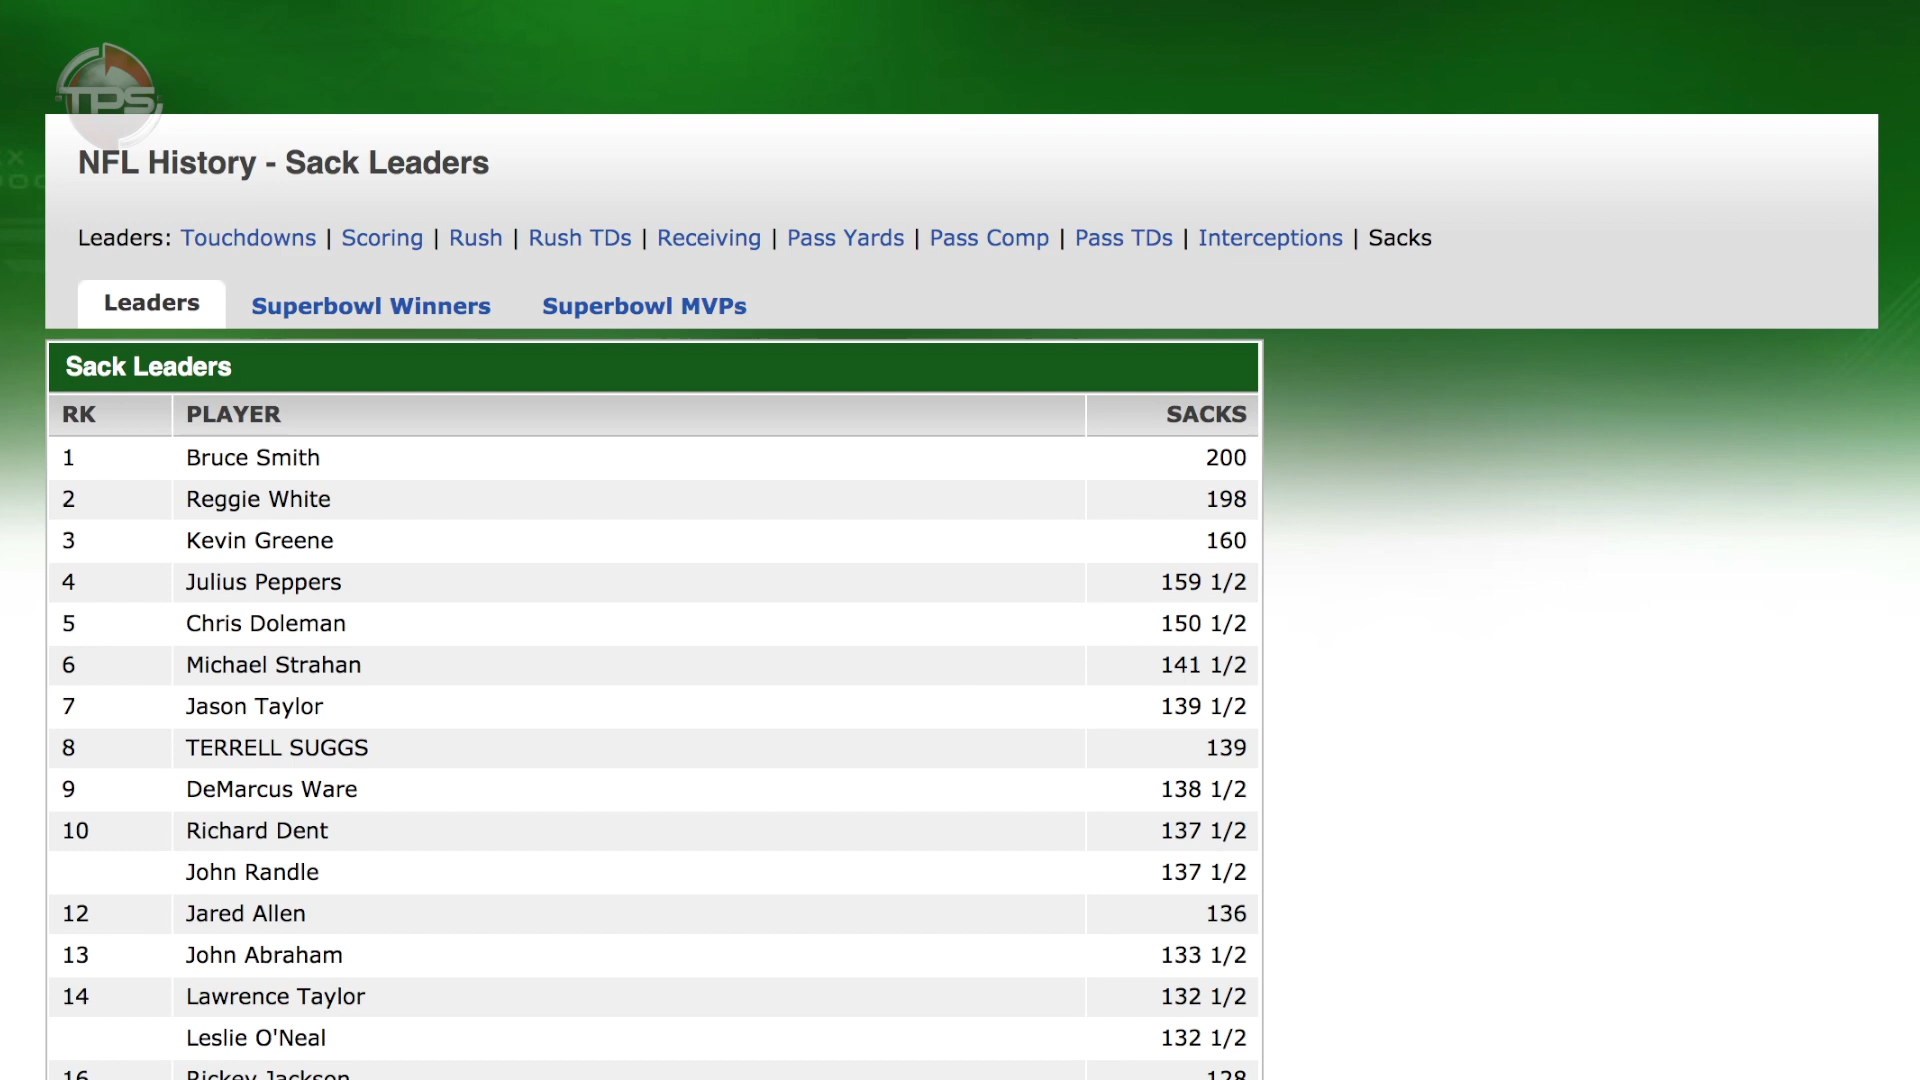 TPS
NFL History - Sack Leaders
Leaders: Touchdowns | Scoring | Rush | Rush TDs | Receiving | Pass Yards | Pass Comp | Pass TDs | Interceptions | Sacks
Leaders Superbowl Winners Superbowl MVPs
Sack Leaders
RK PLAYER SACKS
1 Bruce Smith 200
2 Reggie White 198
3 Kevin Greene 160
4 Julius Peppers 159 1/2
5 Chris Doleman 150 1/2
6 Michael Strahan 141 1/2
7 Jason Taylor 139 1/2
8 TERRELL SUGGS 139
9 DeMarcus Ware 138 1/2
10 Richard Dent 137 1/2
John Randle 137 1/2
12 Jared Allen 136
13 John Abraham 133 1/2
14 Lawrence Taylor 132 1/2
Leslie O'Neal 132 1/2
16 Rickey Jackson 128